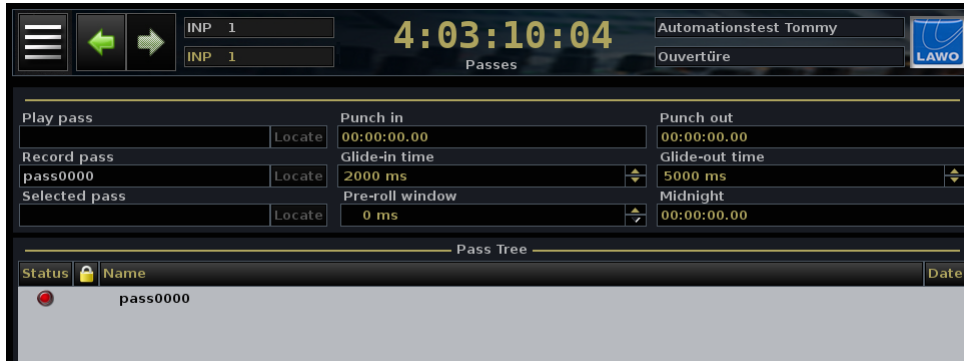 INP 1
INP 1
4:03:10:04
Passes
Automationstest Tommy
Ouvertüre
LAWO
Play pass
Punch in
Punch out
Locate
00:00:00.00
00:00:00.00
Record pass
Glide-in time
Glide-out time
pass0000
Locate
2000 ms
5000 ms
Selected pass
Pre-roll window
Midnight
Locate
0 ms
00:00:00.00
Pass Tree
Status Name Date
pass0000